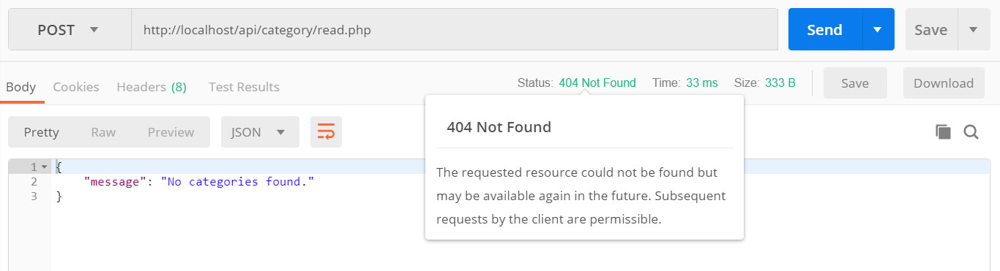 POST http://localhost/api/category/read.php Send Save
Body Cookies Headers (8) Test Results Status: 404 Not Found Time: 33 ms Size: 333 B Save Download
404 Not Found
Pretty Raw Preview JSON
The requested resource could not be found but
may be available again in the future. Subsequent
requests by the client are permissible.
1 {
2 "message": "No categories found."
3 }